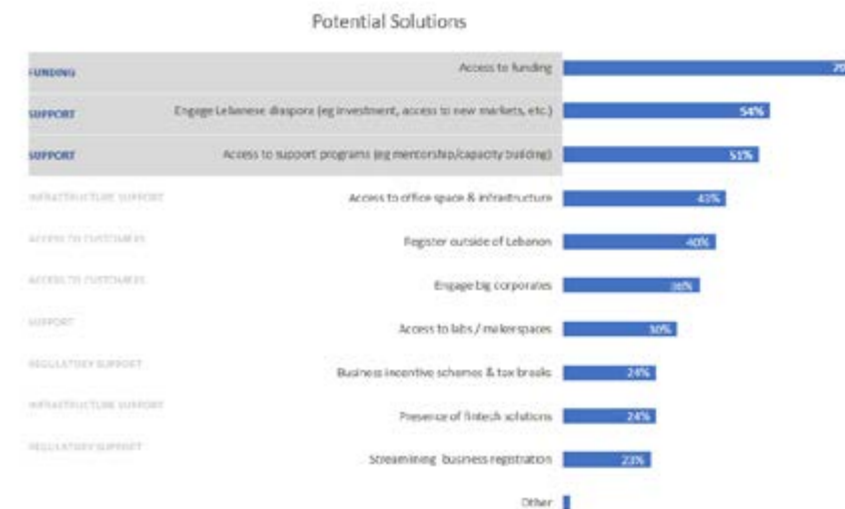 Potential Solutions
FUNDING Access to funding
SUPPORT Engage Lebanese diaspora (eg investment, access to new markets, etc.) 54%
SUPPORT Access to support programs (eg mentorship/capacity building) 51%
INFRASTRUCTURE SUPPORT Access to office space & infrastructure 43%
ACCESS TO CUSTOMERS Register outside of Lebanon 40%
ACCESS TO CUSTOMERS Engage big corporates 36%
SUPPORT Access to labs / makerspaces 30%
REGULATORY SUPPORT Business incentive schemes & tax breaks 24%
INFRASTRUCTURE SUPPORT Presence of fintech solutions 24%
REGULATORY SUPPORT Streamlining business registration 23%
Other